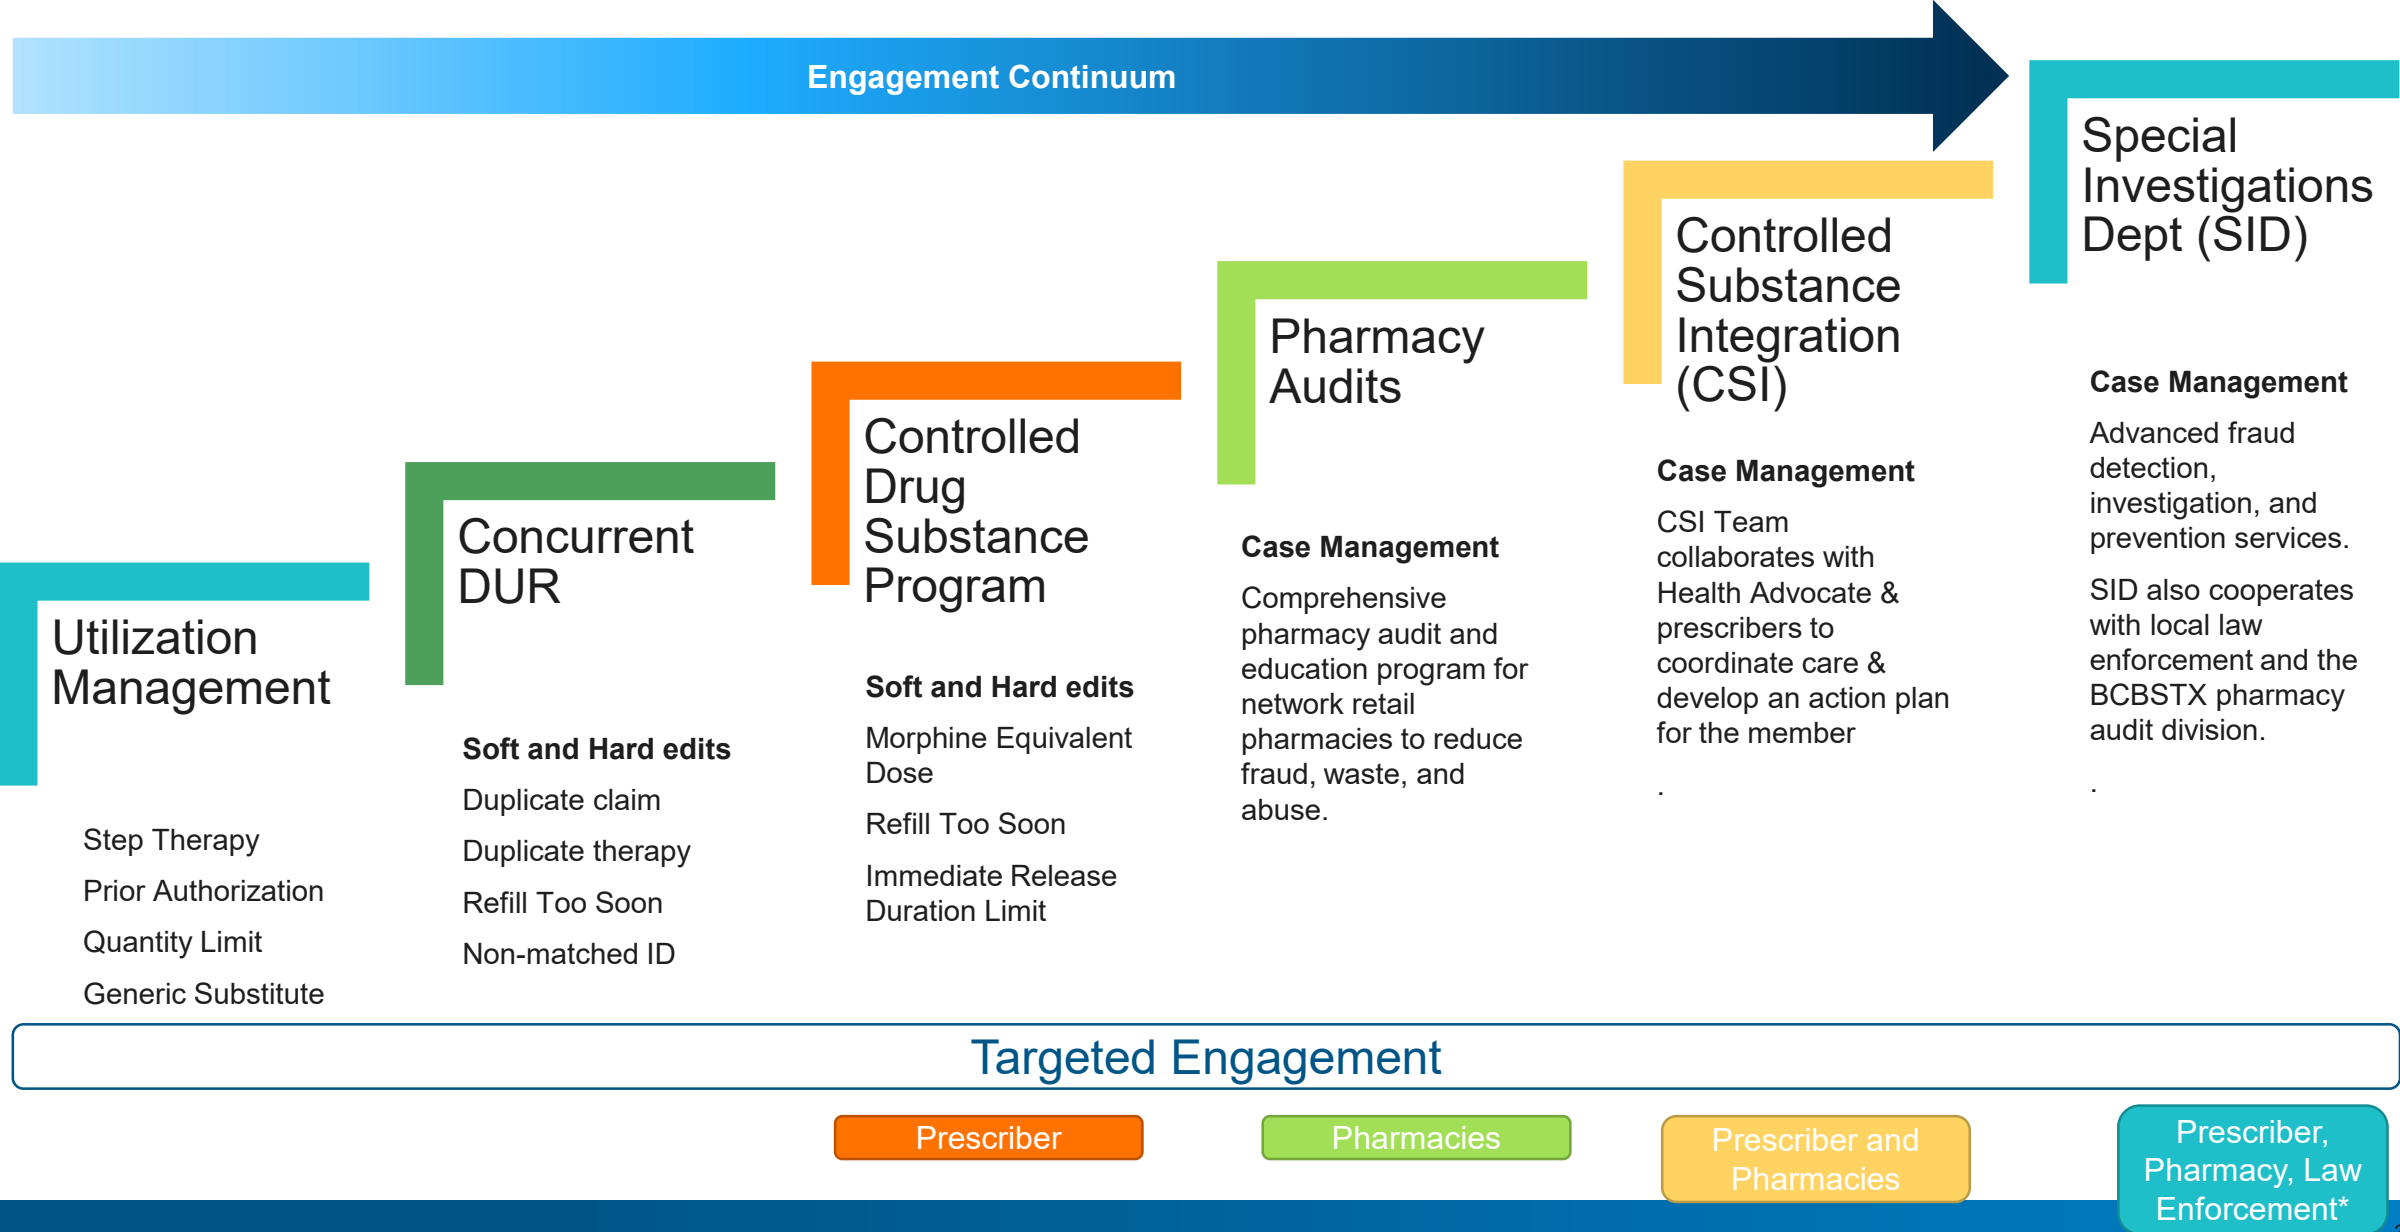 Engagement Continuum
Utilization
Management
Step Therapy
Prior Authorization
Quantity Limit
Generic Substitute
Concurrent
DUR
Soft and Hard edits
Duplicate claim
Duplicate therapy
Refill Too Soon
Non-matched ID
Controlled
Drug
Substance
Program
Soft and Hard edits
Morphine Equivalent
Dose
Refill Too Soon
Immediate Release
Duration Limit
Pharmacy
Audits
Case Management
Comprehensive
pharmacy audit and
education program for
network retail
pharmacies to reduce
fraud, waste, and
abuse.
Controlled
Substance
Integration
(CSI)
Case Management
CSI Team
collaborates with
Health Advocate &
prescribers to
coordinate care &
develop an action plan
for the member
.
Special
Investigations
Dept (SID)
Case Management
Advanced fraud
detection,
investigation, and
prevention services.
SID also cooperates
with local law
enforcement and the
BCBSTX pharmacy
audit division.
.
Targeted Engagement
Prescriber
Pharmacies
Prescriber and
Pharmacies
Prescriber,
Pharmacy, Law
Enforcement*